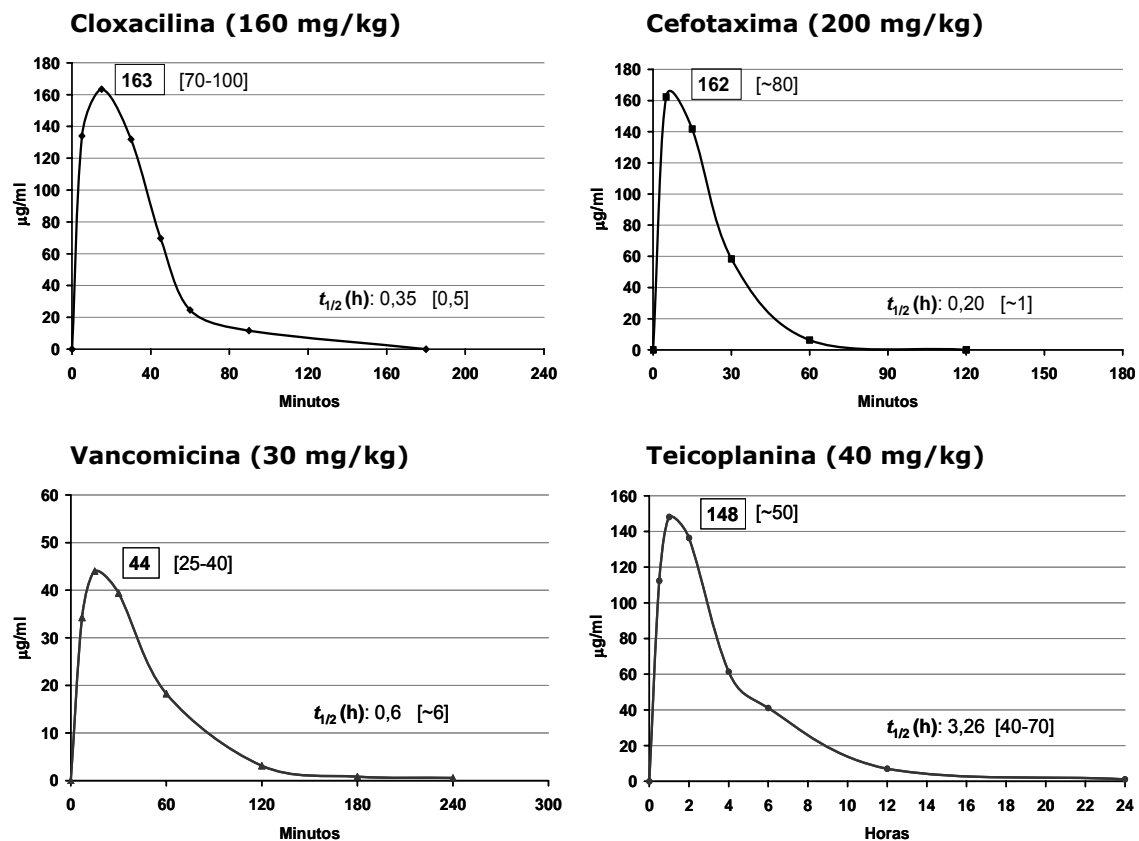 Cloxacilina (160 mg/kg)
180
160
140
120
100
80
60
40
20
0
µg/ml
163 [70-100]
t1/2 (h): 0,35 [0,5]
0 40 80 120 160 200 240
Minutos
Cefotaxima (200 mg/kg)
180
160
140
120
100
80
60
40
20
0
µg/ml
162 [~80]
t1/2 (h): 0,20 [~1]
0 30 60 90 120 150 180
Minutos
Vancomicina (30 mg/kg)
60
50
40
30
20
10
0
µg/ml
44 [25-40]
t1/2 (h): 0,6 [~6]
0 60 120 180 240 300
Minutos
Teicoplanina (40 mg/kg)
160
140
120
100
80
60
40
20
0
µg/ml
148 [~50]
t1/2 (h): 3,26 [40-70]
0 2 4 6 8 10 12 14 16 18 20 22 24
Horas